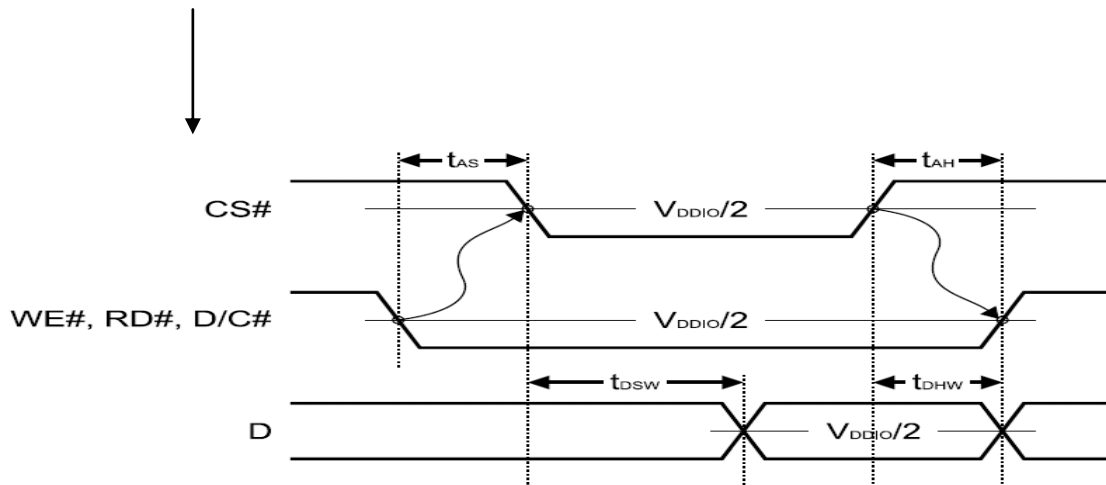 tAS tAH
CS# VDDIO/2
WE#, RD#, D/C# VDDIO/2
tDSW tDHW
D VDDIO/2